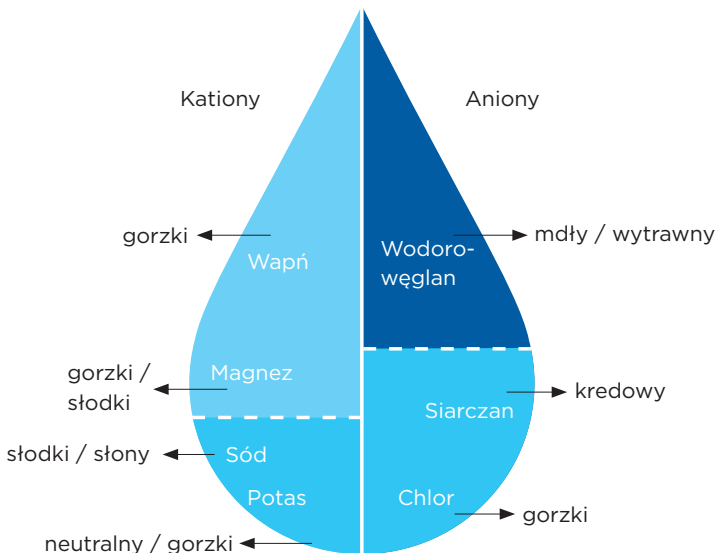 Kationy
Aniony
gorzki
Wapń
Wodoro-
węglan
mdły / wytrawny
gorzki /
słodki
Magnez
Siarczan
kredowy
słodki / słony
Sód
Potas
Chlor
gorzki
neutralny / gorzki